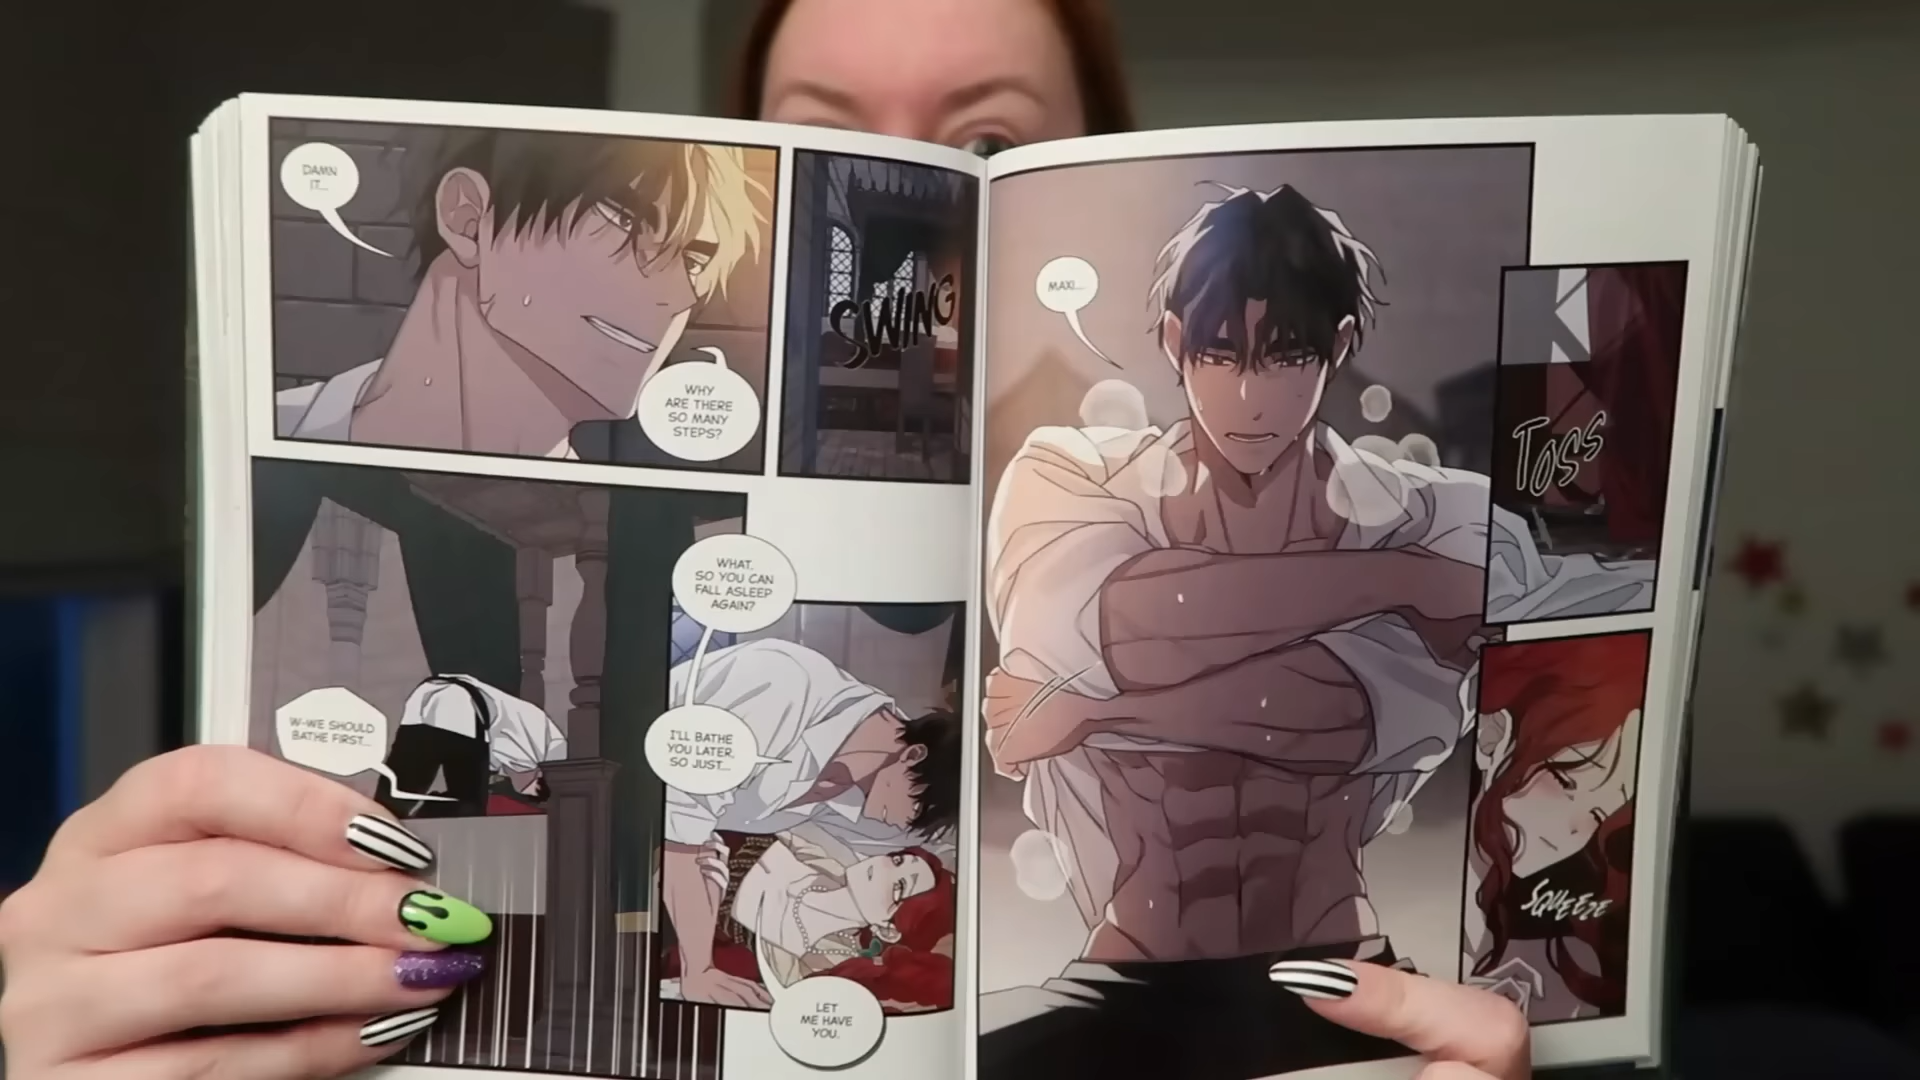 DAMN
IT...
WHY
ARE THERE
SO MANY
STEPS?
SWING
W-WE SHOULD
BATHE FIRST...
WHAT.
SO YOU CAN
FALL ASLEEP
AGAIN?
I'LL BATHE
YOU LATER,
SO JUST...
LET
ME HAVE
YOU.
MAXI...
TOSS
SQUEEZE